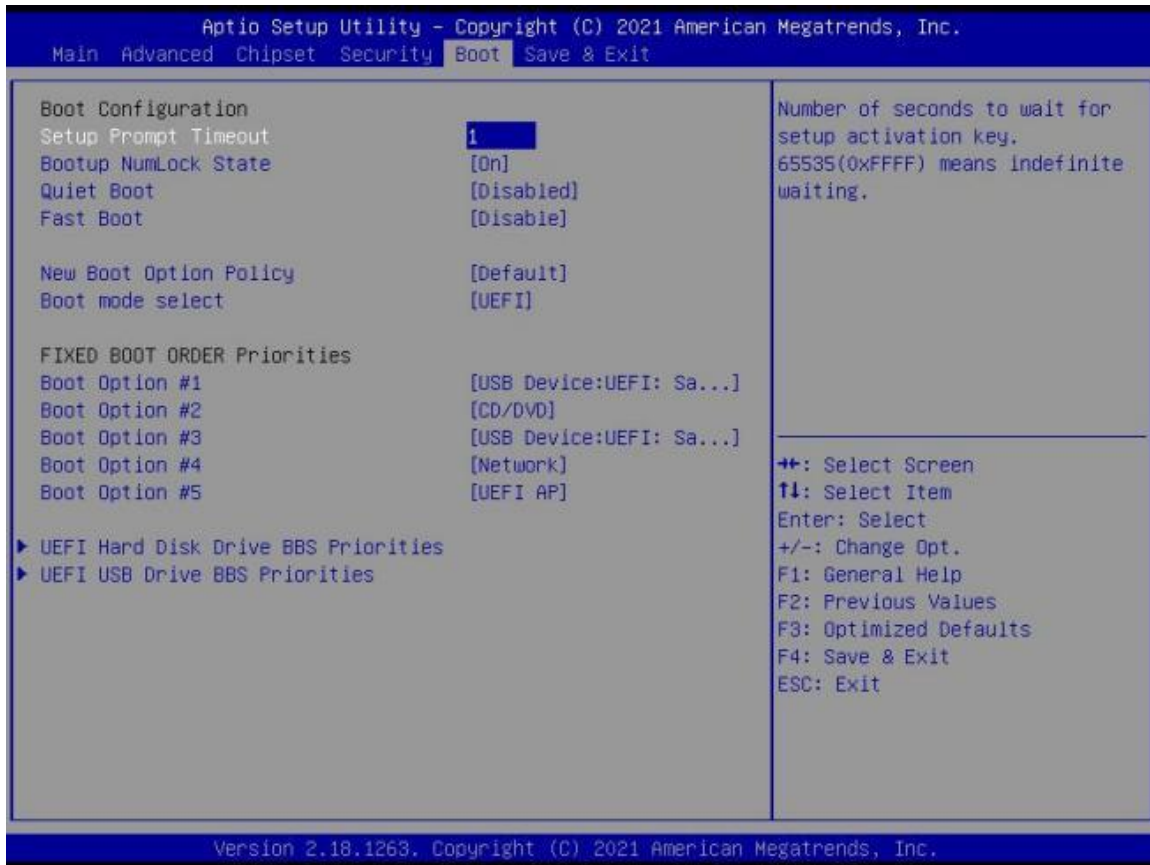 Aptio Setup Utility - Copyright (C) 2021 American Megatrends, Inc.
Main Advanced Chipset Security Boot Save & Exit
Boot Configuration
Setup Prompt Timeout 1
Bootup NumLock State [On]
Quiet Boot [Disabled]
Fast Boot [Disable]
New Boot Option Policy [Default]
Boot mode select [UEFI]
FIXED BOOT ORDER Priorities
Boot Option #1 [USB Device:UEFI: Sa...]
Boot Option #2 [CD/DVD]
Boot Option #3 [USB Device:UEFI: Sa...]
Boot Option #4 [Network]
Boot Option #5 [UEFI AP]
▶ UEFI Hard Disk Drive BBS Priorities
▶ UEFI USB Drive BBS Priorities
Number of seconds to wait for
setup activation key.
65535(0xFFFF) means indefinite
waiting.
→←: Select Screen
↑↓: Select Item
Enter: Select
+/-: Change Opt.
F1: General Help
F2: Previous Values
F3: Optimized Defaults
F4: Save & Exit
ESC: Exit
Version 2.18.1263. Copyright (C) 2021 American Megatrends, Inc.